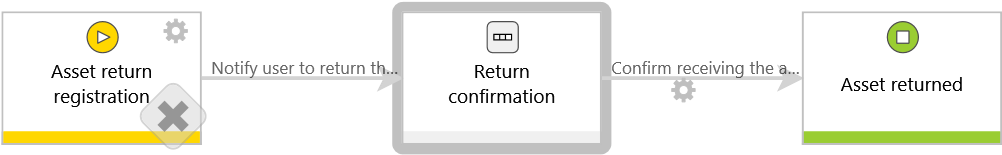 Asset return
registration
Notify user to return th...
Return
confirmation
Confirm receiving the a...
Asset returned